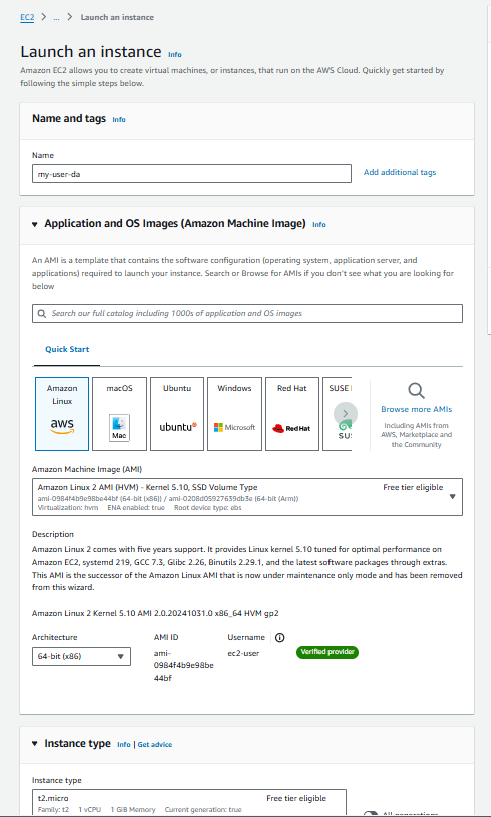 EC2 > ... > Launch an instance
Launch an instance Info
Amazon EC2 allows you to create virtual machines, or instances, that run on the AWS Cloud. Quickly get started by
following the simple steps below.
Name and tags Info
Name
my-user-da
Add additional tags
Application and OS Images (Amazon Machine Image) Info
An AMI is a template that contains the software configuration (operating system, application server, and
applications) required to launch your instance. Search or Browse for AMIs if you don't see what you are looking for
below
Search our full catalog including 1000s of application and OS images
Quick Start
Amazon
Linux
aws
macOS
Mac
Ubuntu
ubuntu
Windows
Microsoft
Red Hat
Red Hat
SUSE
SUS
Browse more AMIs
Including AMIs from
AWS, Marketplace and
the Community
Amazon Machine Image (AMI)
Amazon Linux 2 AMI (HVM) - Kernel 5.10, SSD Volume Type Free tier eligible
ami-0984f4b9e98be44bf (64-bit (x86)) / ami-0208d05927639db3e (64-bit (Arm))
Virtualization: hvm ENA enabled: true Root device type: ebs
Description
Amazon Linux 2 comes with five years support. It provides Linux kernel 5.10 tuned for optimal performance on
Amazon EC2, systemd 219, GCC 7.3, Glibc 2.26, Binutils 2.29.1, and the latest software packages through extras.
This AMI is the successor of the Amazon Linux AMI that is now under maintenance only mode and has been removed
from this wizard.
Amazon Linux 2 Kernel 5.10 AMI 2.0.20241031.0 x86_64 HVM gp2
Architecture AMI ID Username
64-bit (x86)
ami-
0984f4b9e98be
44bf
ec2-user
Verified provider
Instance type Info | Get advice
Instance type
t2.micro Free tier eligible
Family: t2 1 vCPU 1 GiB Memory Current generation: true
All generations